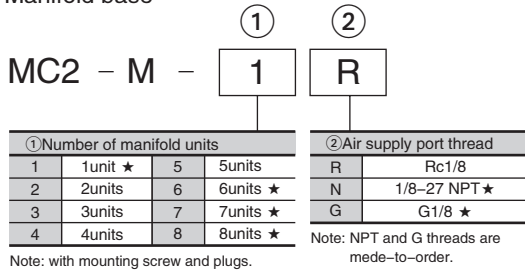 Manifold base
① ②
MC2 – M – 1 R
①Number of manifold units
1 1unit ★ 5 5units
2 2units 6 6units ★
3 3units 7 7units ★
4 4units 8 8units ★
Note: with mounting screw and plugs.
②Air supply port thread
R Rc1/8
N 1/8–27 NPT★
G G1/8 ★
Note: NPT and G threads are
mede–to–order.